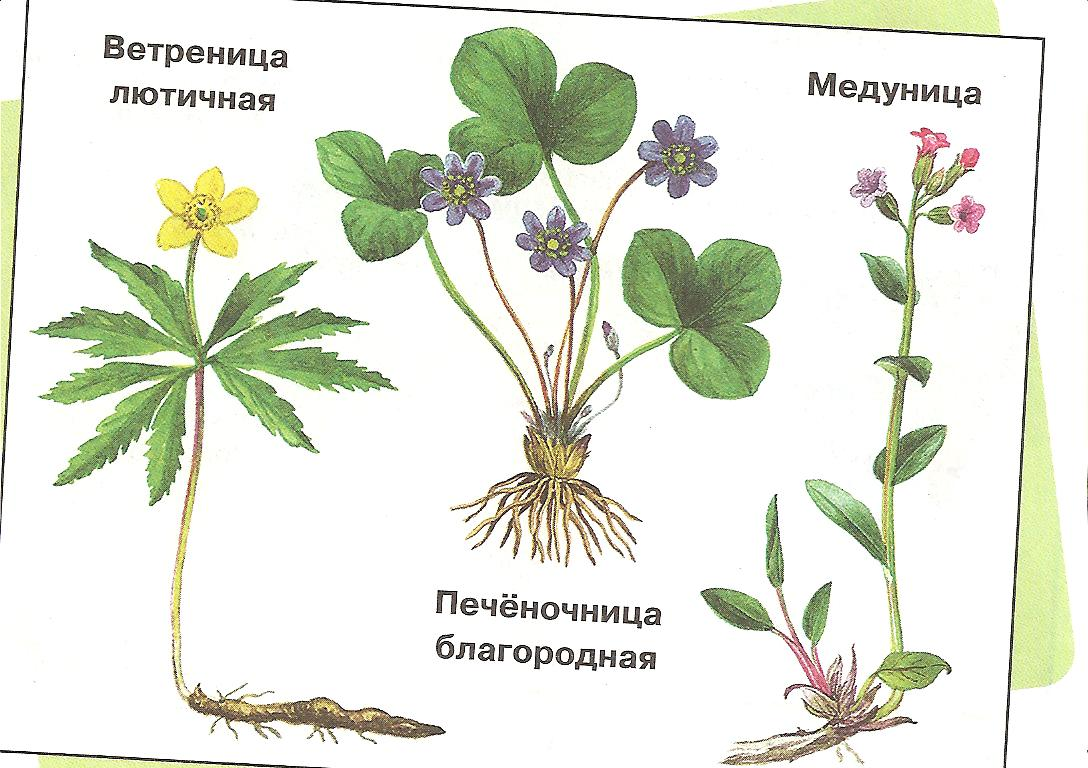 Ветреница
лютичная
Медуница
Печёночница
благородная